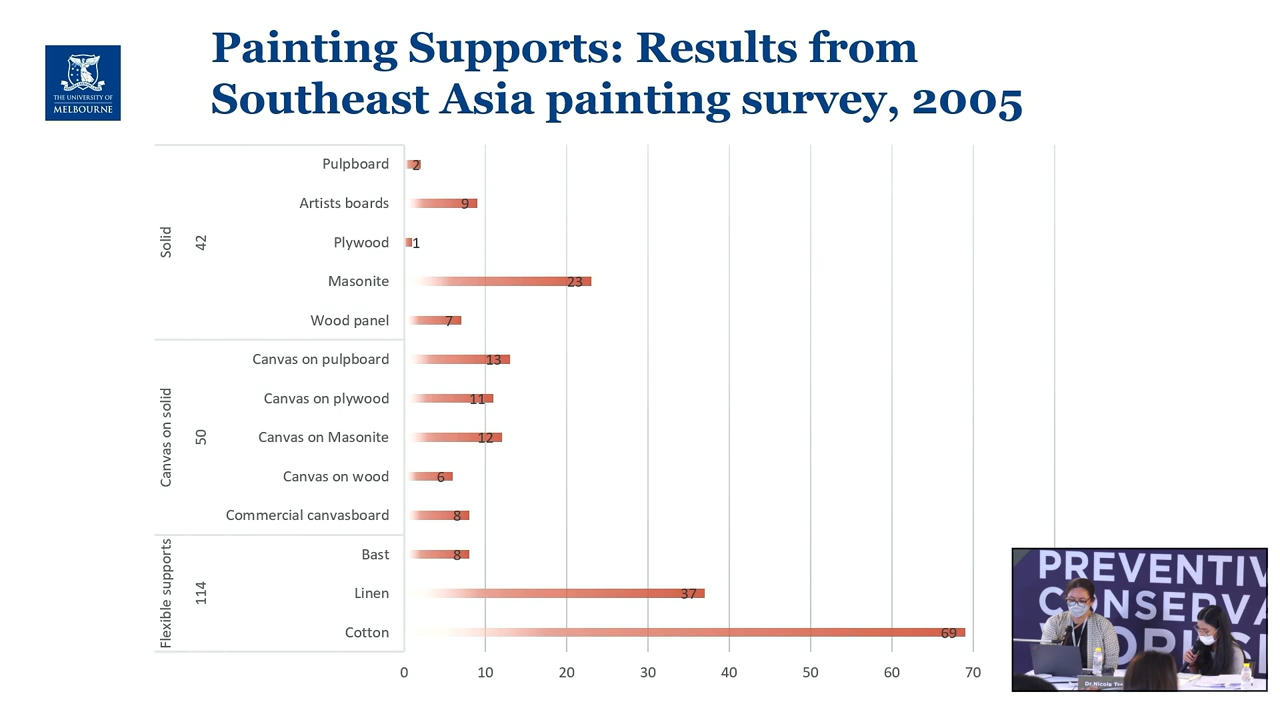 Painting Supports: Results from
Southeast Asia painting survey, 2005
THE UNIVERSITY OF
MELBOURNE
Solid
42
Pulpboard 2
Artists boards 9
Plywood 1
Masonite 23
Wood panel 7
Canvas on solid
50
Canvas on pulpboard 13
Canvas on plywood 11
Canvas on Masonite 12
Canvas on wood 6
Commercial canvasboard 8
Flexible supports
114
Bast 8
Linen 37
Cotton 69
0 10 20 30 40 50 60 70
PREVENTIV
CONSERVA
Dr Nicole